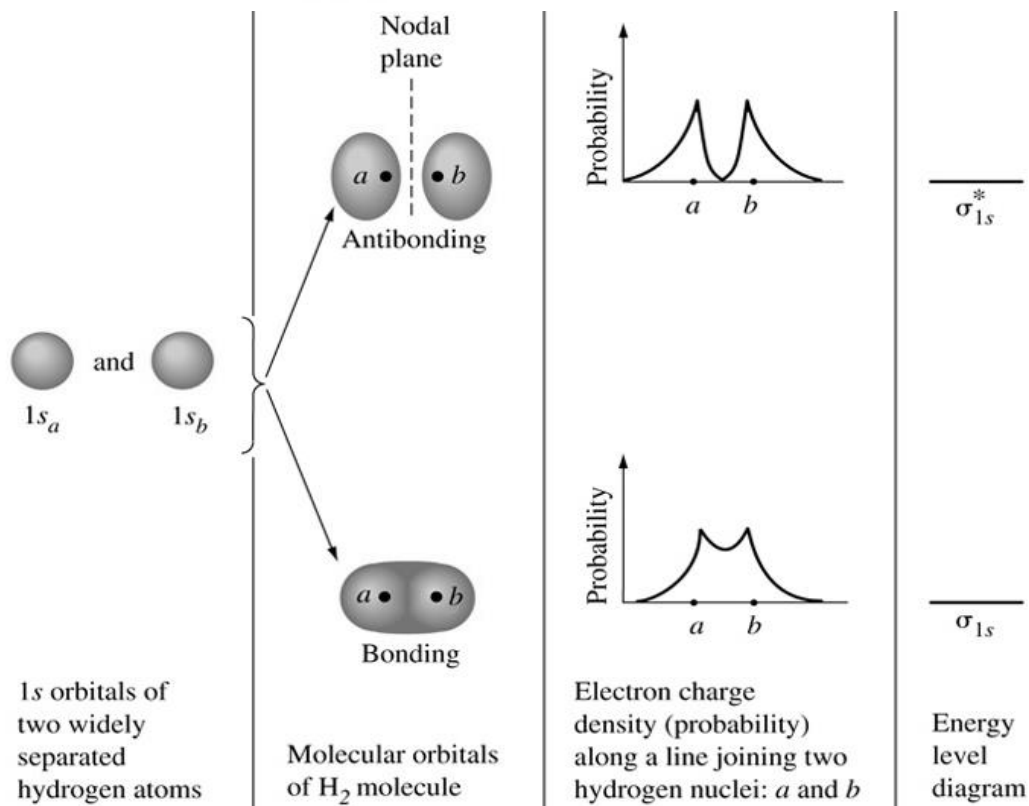 Nodal
plane
a
b
Antibonding
Probability
a
b
σ*1s
and
1sa
1sb
a
b
Bonding
Probability
a
b
σ1s
1s orbitals of
two widely
separated
hydrogen atoms
Molecular orbitals
of H2 molecule
Electron charge
density (probability)
along a line joining two
hydrogen nuclei: a and b
Energy
level
diagram